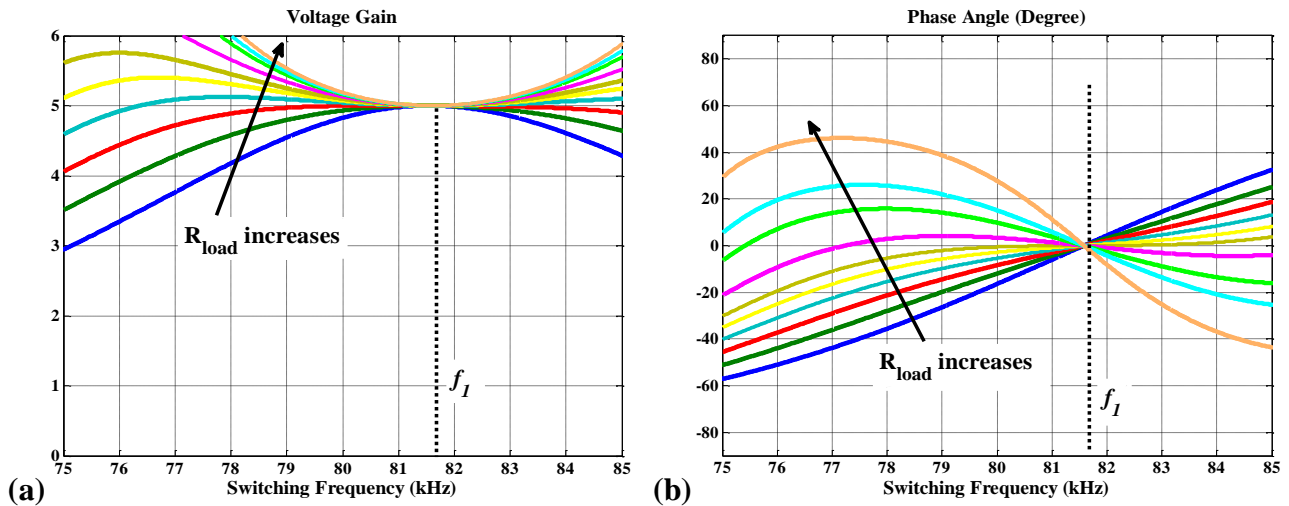 Voltage Gain
6
5
4
3
2
1
0
R_load increases
f_1
75 76 77 78 79 80 81 82 83 84 85
Switching Frequency (kHz)
(a)
Phase Angle (Degree)
80
60
40
20
0
-20
-40
-60
-80
R_load increases
f_1
75 76 77 78 79 80 81 82 83 84 85
Switching Frequency (kHz)
(b)